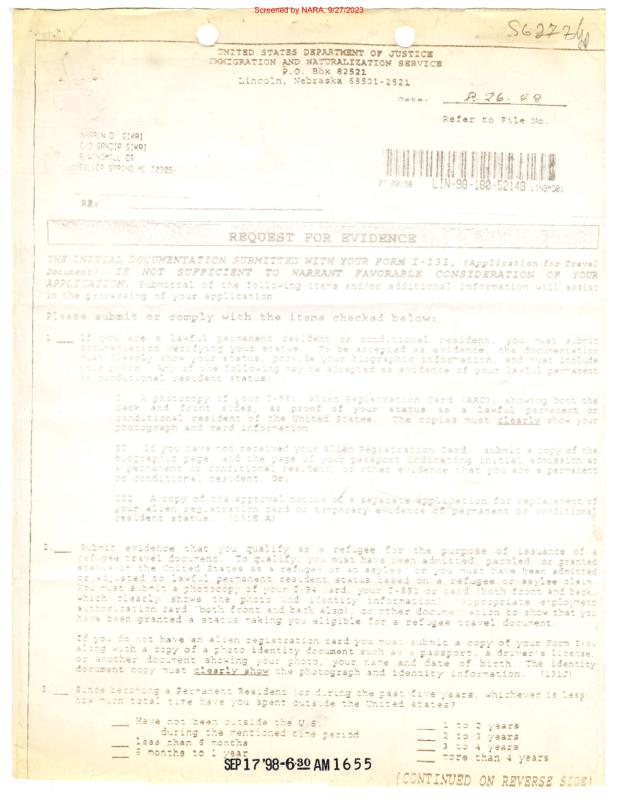 Screened by NARA, 9/27/2023
UNITED STATES DEPARTMENT OF JUSTICE
IMMIGRATION AND NATURALIZATION SERVICE
P.O. Box 82521
Lincoln, Nebraska 68501-2521
Date: 8-26-98
Refer to File No.
SILVER SPRING MD
LIN-98-180-52148
RE:
REQUEST FOR EVIDENCE
THE INITIAL DOCUMENTATION SUBMITTED WITH YOUR FORM I-131, (Application for Travel
Document), IS NOT SUFFICIENT TO WARRANT FAVORABLE CONSIDERATION OF YOUR
APPLICATION. Submittal of the following items and/or additional information will assist
in the processing of your application.
Please submit or comply with the items checked below:
1.___ If you are a lawful permanent resident or conditional resident, you must submit
documentation verifying your status. To be accepted as evidence, the documentation
must clearly show your status, provide your biographic information, and must include
your photo. Any of the following may be accepted as evidence of your lawful permanent
or conditional resident status:
I. A photocopy of your I-551, Alien Registration Card (ARC), showing both the
back and front sides, as proof of your status as a lawful permanent or
conditional resident of the United States. The copies must clearly show your
photograph and card information.
II. If you have not received your Alien Registration Card, submit a copy of the
biographic page, and the page of your passport indicating initial admission as
a permanent or conditional resident, or other evidence that you are a permanent
or conditional resident. Or,
III. A copy of the approval notice of a separate application for replacement of
your alien registration card or temporary evidence of permanent or conditional
resident status.
2.___ Submit evidence that you qualify as a refugee for the purpose of issuance of a
refugee travel document. To qualify, you must have been admitted, paroled, or granted
status in the United States as a refugee or an asylee, or you must have been admitted
or adjusted to lawful permanent resident status based on a refugee or asylee claim.
You must submit a photocopy of your I-94 card, your I-551 or card (both front and back,
which clearly shows the photo and identity information), appropriate employment
authorization card (both front and back also), or other documentation to show that you
have been granted a status making you eligible for a refugee travel document.
If you do not have an alien registration card you must submit a copy of your Form I-94
along with a copy of a photo identity document such as a passport, a driver's license,
or another document showing your photo, your name and date of birth. The identity
document copy must clearly show the photograph and identity information. (131J)
3.___ Since becoming a Permanent Resident (or during the past five years, whichever is less)
how much total time have you spent outside the United States?
___ Have not been outside the U.S. ___ 1 to 2 years
during the mentioned time period ___ 2 to 3 years
___ less than 6 months ___ 3 to 4 years
___ 6 months to 1 year ___ more than 4 years
SEP 17 '98-6 30 AM 1655
(CONTINUED ON REVERSE SIDE)